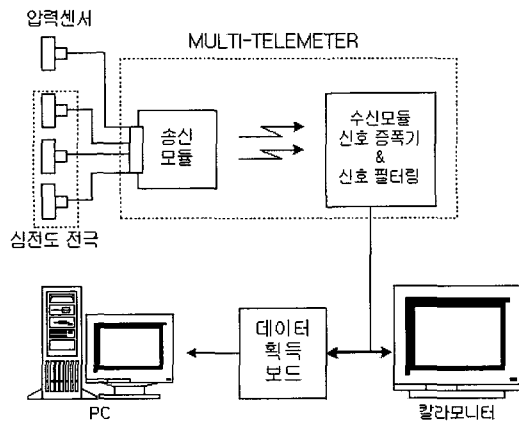 압력센서
MULTI-TELEMETER
송신
모듈
수신모듈
신호 증폭기
&
신호 필터링
심전도 전극
데이터
획득
보드
PC
칼라모니터